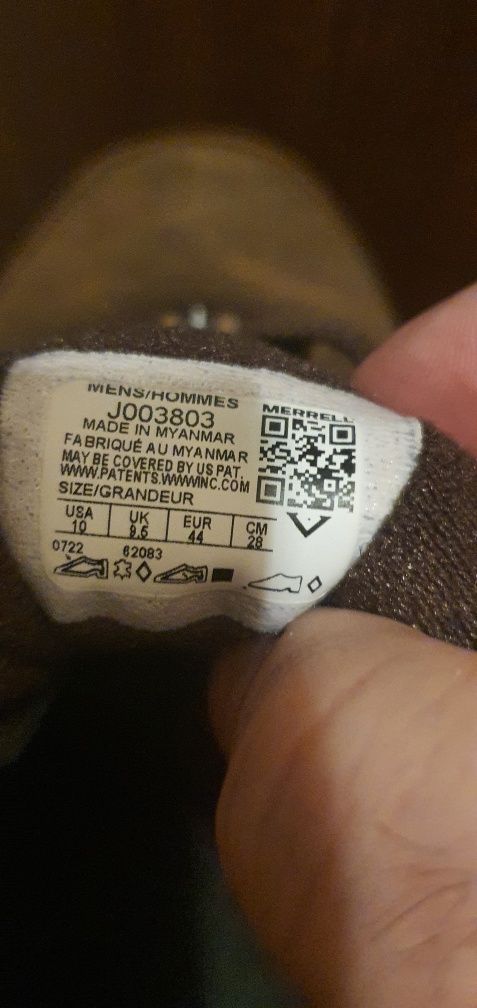 MENS/HOMMES
J003803
MERRELL
MADE IN MYANMAR
FABRIQUÉ AU MYANMAR
MAY BE COVERED BY US PAT.
WWW.PATENTS.WWWINC.COM
SIZE/GRANDEUR
USA UK EUR CM
10 9.5 44 28
0722 62083